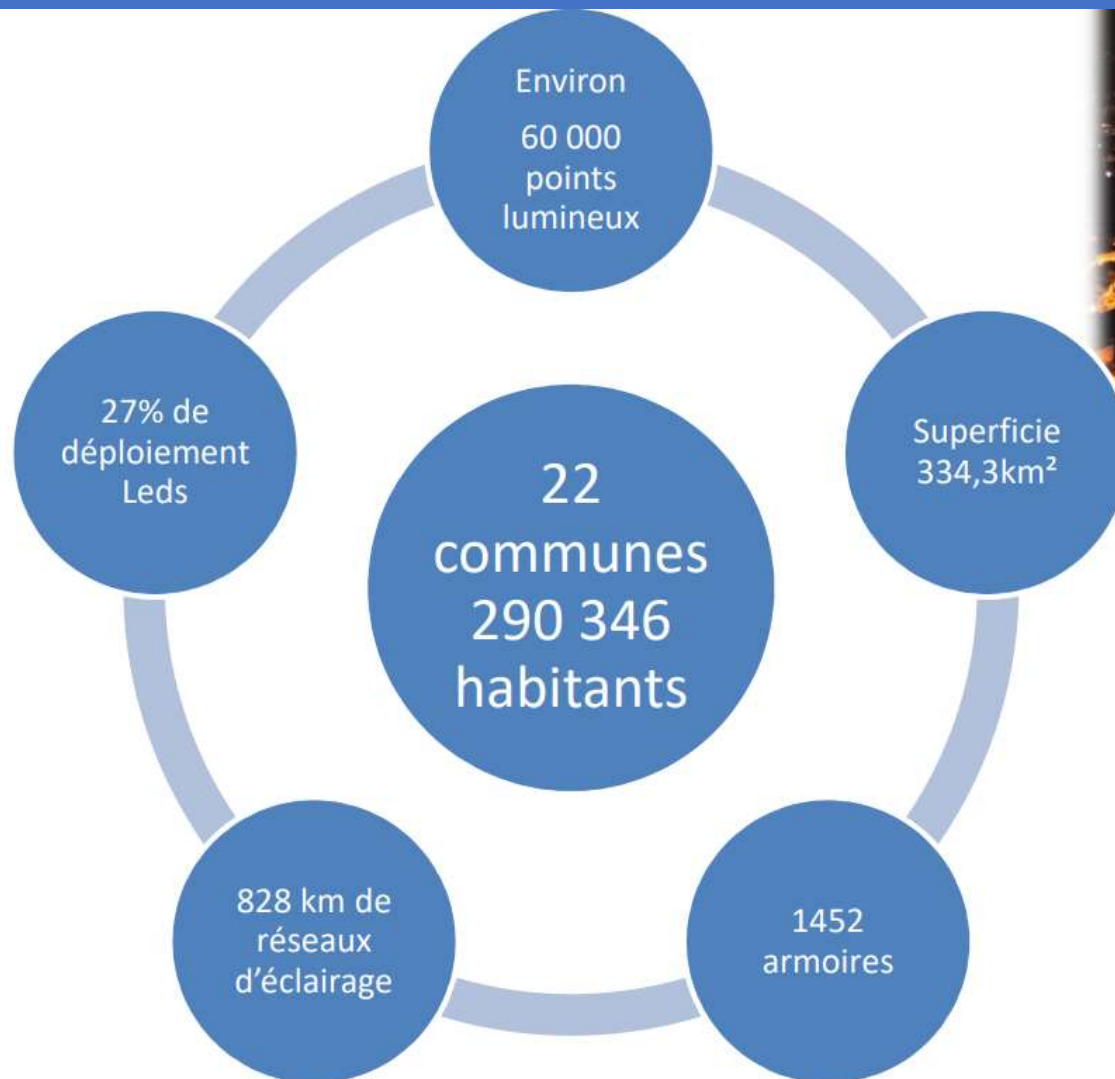 Environ
60 000
points
lumineux
27% de
déploiement
Leds
Superficie
334,3km²
22
communes
290 346
habitants
828 km de
réseaux
d’éclairage
1452
armoires